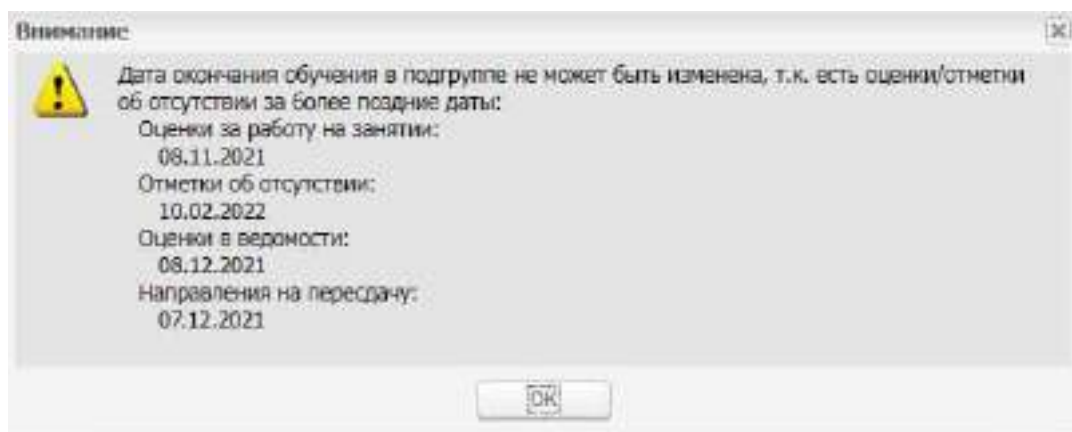 Внимание
Дата окончания обучения в подгруппе не может быть изменена, т.к. есть оценки/отметки
об отсутствии за более поздние даты:
Оценки за работу на занятии:
08.11.2021
Отметки об отсутствии:
10.02.2022
Оценки в ведомости:
08.12.2021
Направления на пересдачу:
07.12.2021
OK